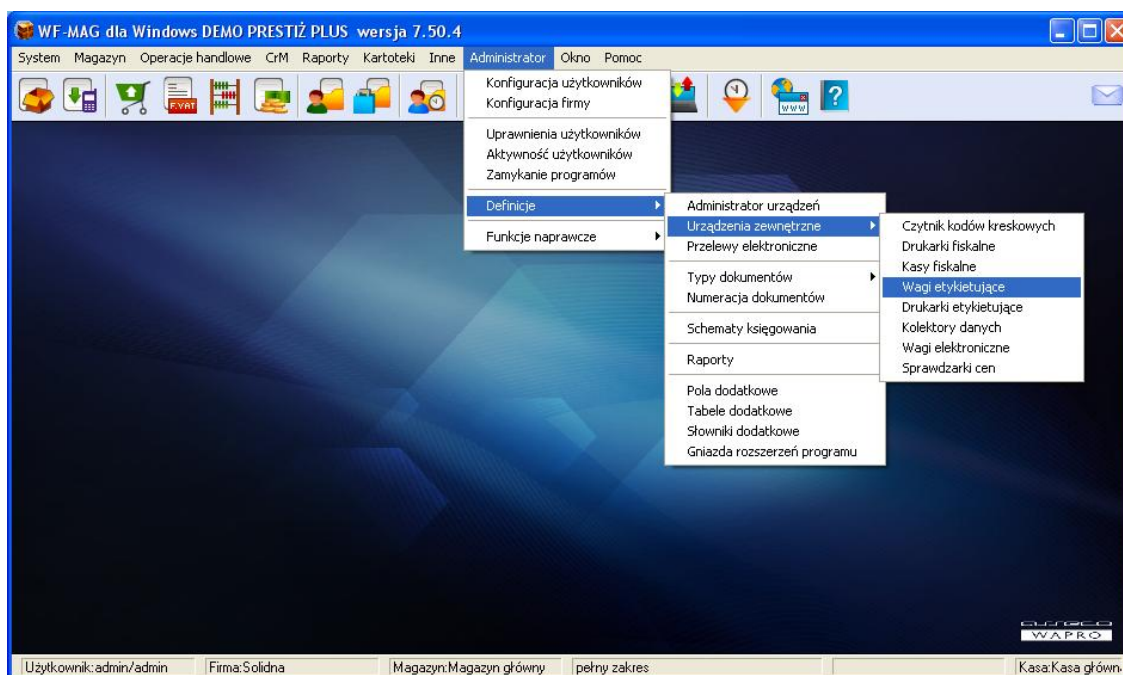 WF-MAG dla Windows DEMO PRESTIŻ PLUS wersja 7.50.4
System Magazyn Operacje handlowe CrM Raporty Kartoteki Inne Administrator Okno Pomoc
F.VAT
www
?
Konfiguracja użytkowników
Konfiguracja firmy
Uprawnienia użytkowników
Aktywność użytkowników
Zamykanie programów
Definicje
Funkcje naprawcze
Administrator urządzeń
Urządzenia zewnętrzne
Przelewy elektroniczne
Typy dokumentów
Numeracja dokumentów
Schematy księgowania
Raporty
Pola dodatkowe
Tabele dodatkowe
Słowniki dodatkowe
Gniazda rozszerzeń programu
Czytnik kodów kreskowych
Drukarki fiskalne
Kasy fiskalne
Wagi etykietujące
Drukarki etykietujące
Kolektory danych
Wagi elektroniczne
Sprawdzarki cen
WAPRO
Użytkownik:admin/admin Firma:Solidna Magazyn:Magazyn główny pełny zakres Kasa:Kasa główn